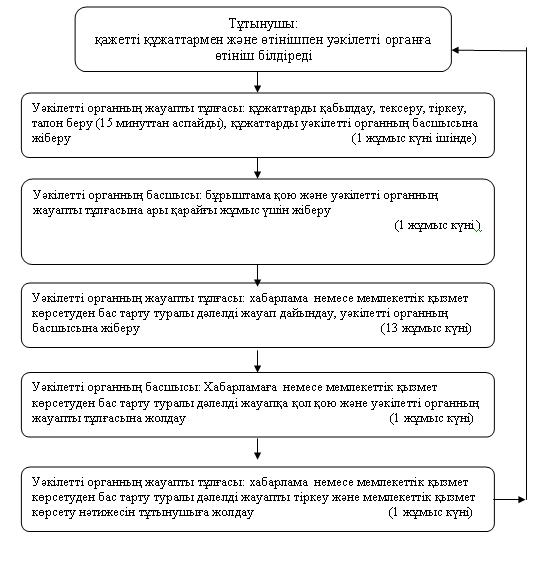 Тұтынушы:
қажетті құжаттармен және өтінішпен уәкілетті органға
өтініш білдіреді
Уәкілетті органның жауапты тұлғасы: құжаттарды қабылдау, тексеру, тіркеу,
талон беру (15 минуттан аспайды), құжаттарды уәкілетті органның басшысына
жіберу (1 жұмыс күні ішінде)
Уәкілетті органның басшысы: бұрыштама қою және уәкілетті органның
жауапты тұлғасына ары қарайғы жұмыс үшін жіберу
(1 жұмыс күні)
Уәкілетті органның жауапты тұлғасы: хабарлама немесе мемлекеттік қызмет
көрсетуден бас тарту туралы дәлелді жауап дайындау, уәкілетті органның
басшысына жіберу (13 жұмыс күні)
Уәкілетті органның басшысы: Хабарламаға немесе мемлекеттік қызмет
көрсетуден бас тарту туралы дәлелді жауапқа қол қою және уәкілетті органның
жауапты тұлғасына жолдау (1 жұмыс күні)
Уәкілетті органның жауапты тұлғасы: хабарлама немесе мемлекеттік қызмет
көрсетуден бас тарту туралы дәлелді жауапты тіркеу және мемлекеттік қызмет
көрсету нәтижесін тұтынушыға жолдау (1 жұмыс күні)